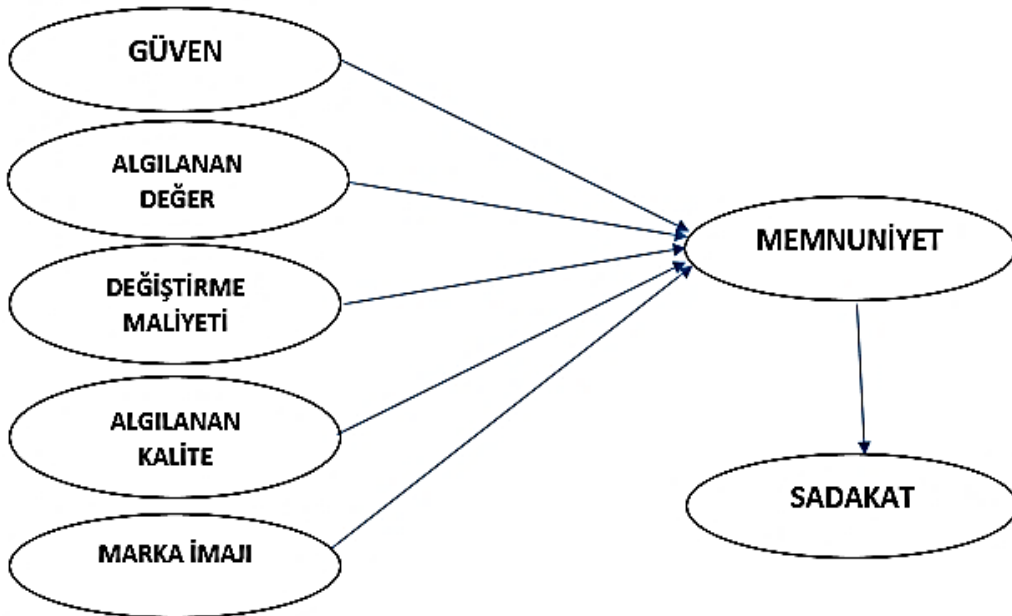 GÜVEN
ALGILANAN
DEĞER
DEĞİŞTİRME
MALİYETİ
ALGILANAN
KALİTE
MARKA İMAJI
MEMNUNİYET
SADAKAT